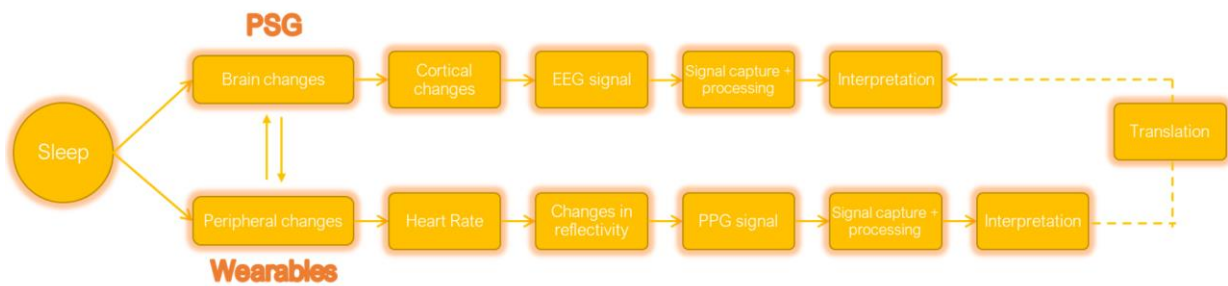 PSG
Brain changes
Cortical
changes
EEG signal
Signal capture +
processing
Interpretation
Sleep
Translation
Peripheral changes
Heart Rate
Changes in
reflectivity
PPG signal
Signal capture +
processing
Interpretation
Wearables